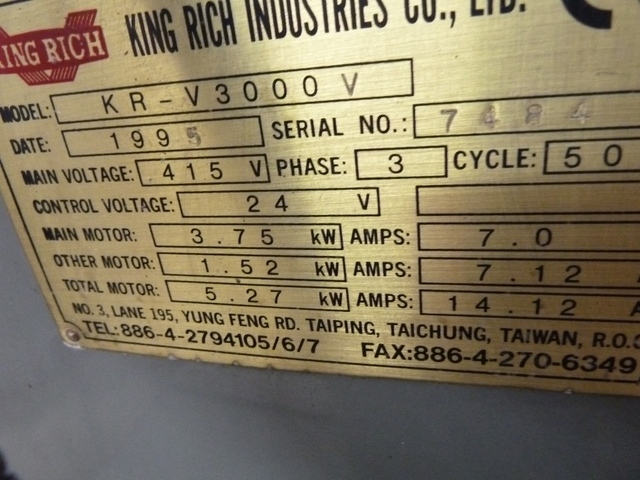 KING RICH KING RICH INDUSTRIES CO., LTD.
MODEL: KR-V3000V
DATE: 1995 SERIAL NO.: 7484
MAIN VOLTAGE: 415 V PHASE: 3 CYCLE: 50
CONTROL VOLTAGE: 24 V
MAIN MOTOR: 3.75 kW AMPS: 7.0
OTHER MOTOR: 1.52 kW AMPS: 7.12
TOTAL MOTOR: 5.27 kW AMPS: 14.12 A
NO. 3, LANE 195, YUNG FENG RD. TAIPING, TAICHUNG, TAIWAN, R.O.C
TEL:886-4-2794105/6/7 FAX:886-4-270-6349